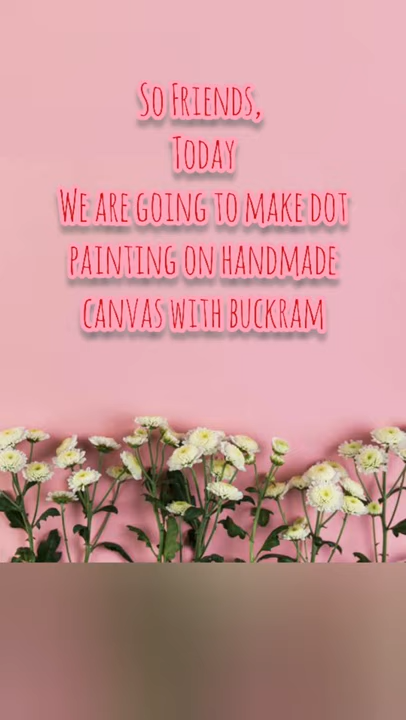 So Friends,
Today
We are going to make dot
painting on handmade
canvas with buckram